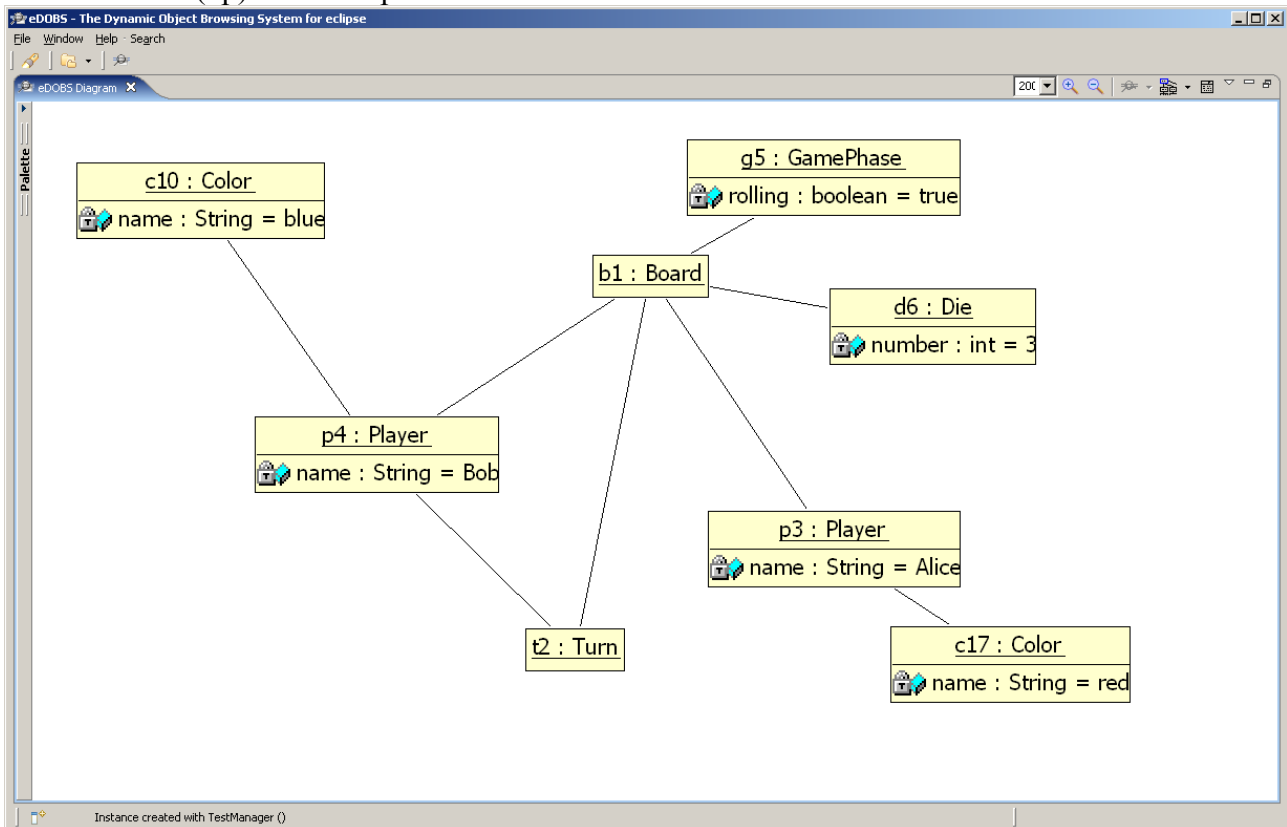 eDOBS - The Dynamic Object Browsing System for eclipse
File Window Help Search
eDOBS Diagram
200
Palette
c10 : Color
name : String = blue
g5 : GamePhase
rolling : boolean = true
b1 : Board
d6 : Die
number : int = 3
p4 : Player
name : String = Bob
p3 : Player
name : String = Alice
t2 : Turn
c17 : Color
name : String = red
Instance created with TestManager ()